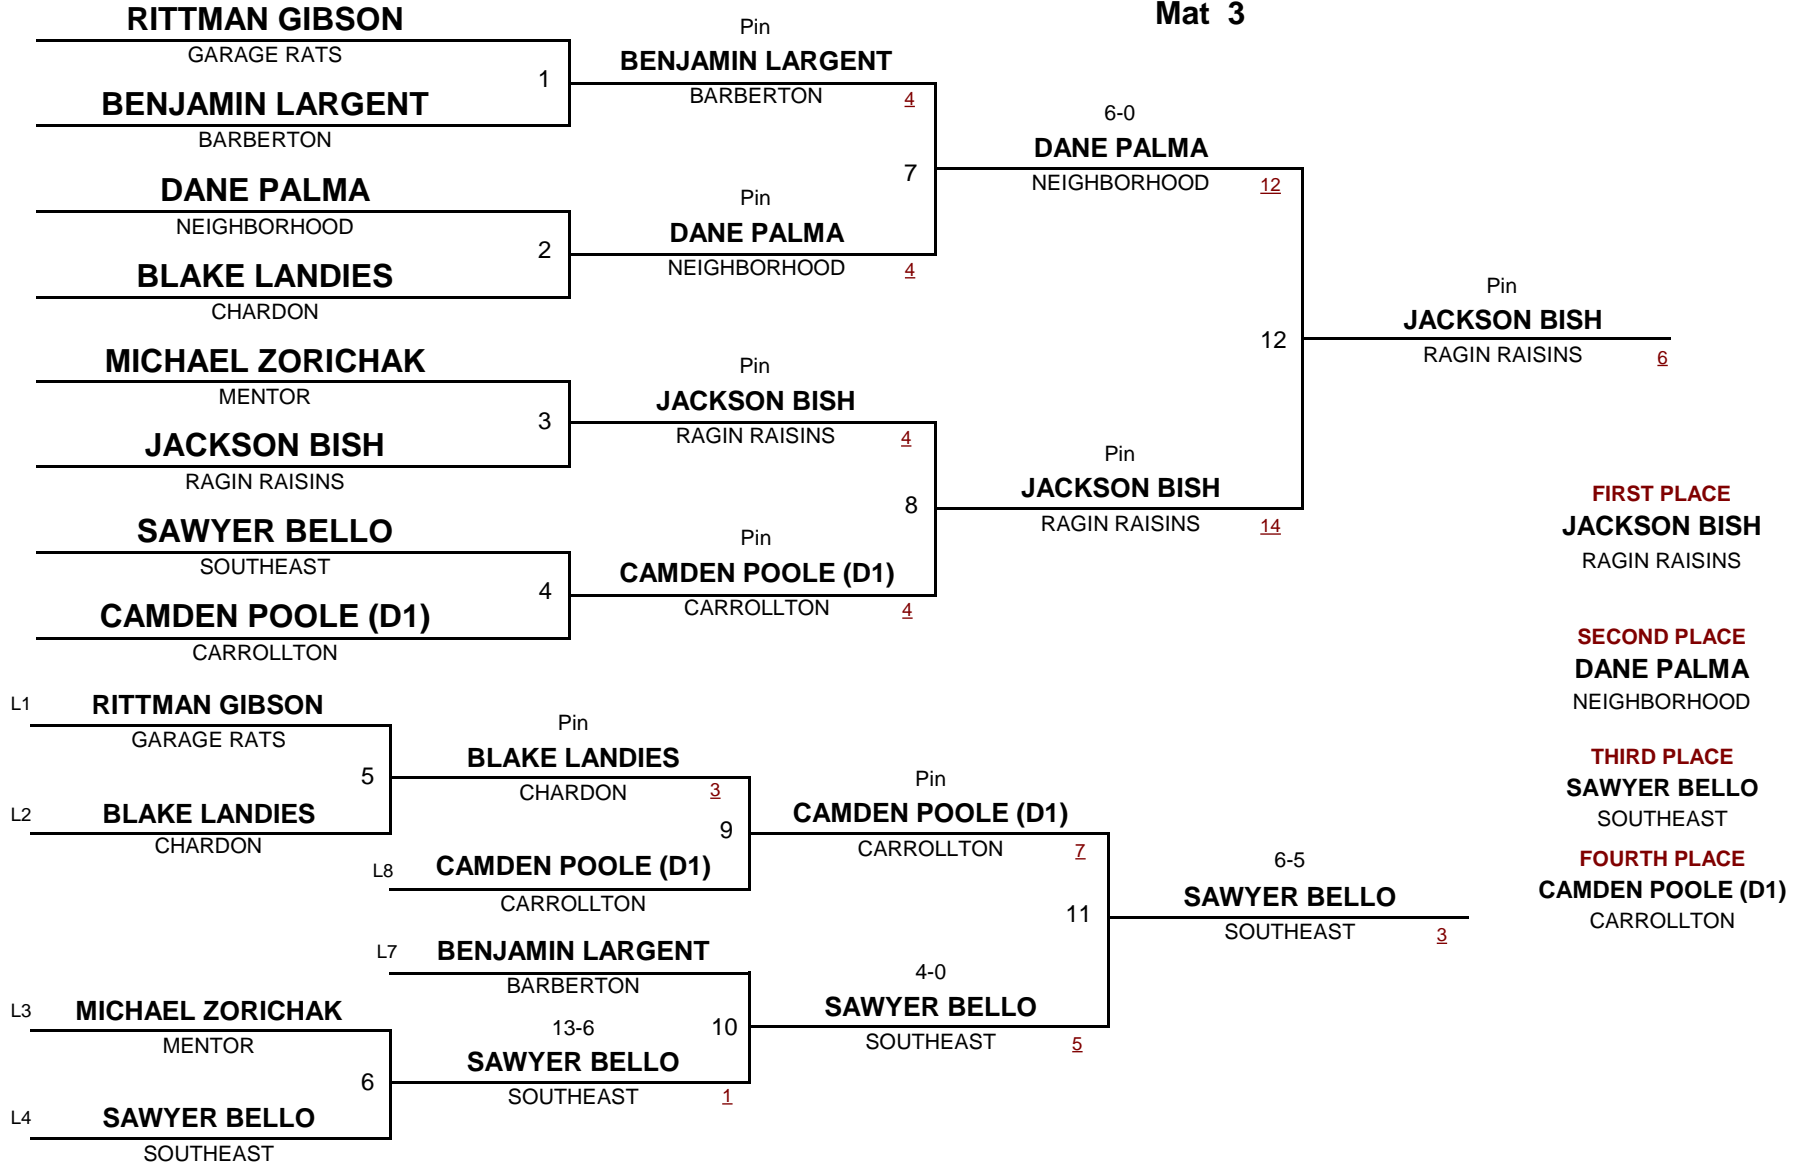 Mat 3
RITTMAN GIBSON
GARAGE RATS
1
BENJAMIN LARGENT
BARBERTON
DANE PALMA
NEIGHBORHOOD
2
BLAKE LANDIES
CHARDON
MICHAEL ZORICHAK
MENTOR
3
JACKSON BISH
RAGIN RAISINS
SAWYER BELLO
SOUTHEAST
4
CAMDEN POOLE (D1)
CARROLLTON
Pin
BENJAMIN LARGENT
BARBERTON 4
7
Pin
DANE PALMA
NEIGHBORHOOD 4
Pin
JACKSON BISH
RAGIN RAISINS 4
8
Pin
CAMDEN POOLE (D1)
CARROLLTON 4
6-0
DANE PALMA
NEIGHBORHOOD 12
12
Pin
JACKSON BISH
RAGIN RAISINS 14
Pin
JACKSON BISH
RAGIN RAISINS 6
FIRST PLACE
JACKSON BISH
RAGIN RAISINS
SECOND PLACE
DANE PALMA
NEIGHBORHOOD
THIRD PLACE
SAWYER BELLO
SOUTHEAST
FOURTH PLACE
CAMDEN POOLE (D1)
CARROLLTON
L1 RITTMAN GIBSON
GARAGE RATS
5
L2 BLAKE LANDIES
CHARDON
Pin
BLAKE LANDIES
CHARDON 3
9
L8 CAMDEN POOLE (D1)
CARROLLTON
L7 BENJAMIN LARGENT
BARBERTON
10
L3 MICHAEL ZORICHAK
MENTOR
6
L4 SAWYER BELLO
SOUTHEAST
13-6
SAWYER BELLO
SOUTHEAST 1
Pin
CAMDEN POOLE (D1)
CARROLLTON 7
11
4-0
SAWYER BELLO
SOUTHEAST 5
6-5
SAWYER BELLO
SOUTHEAST 3